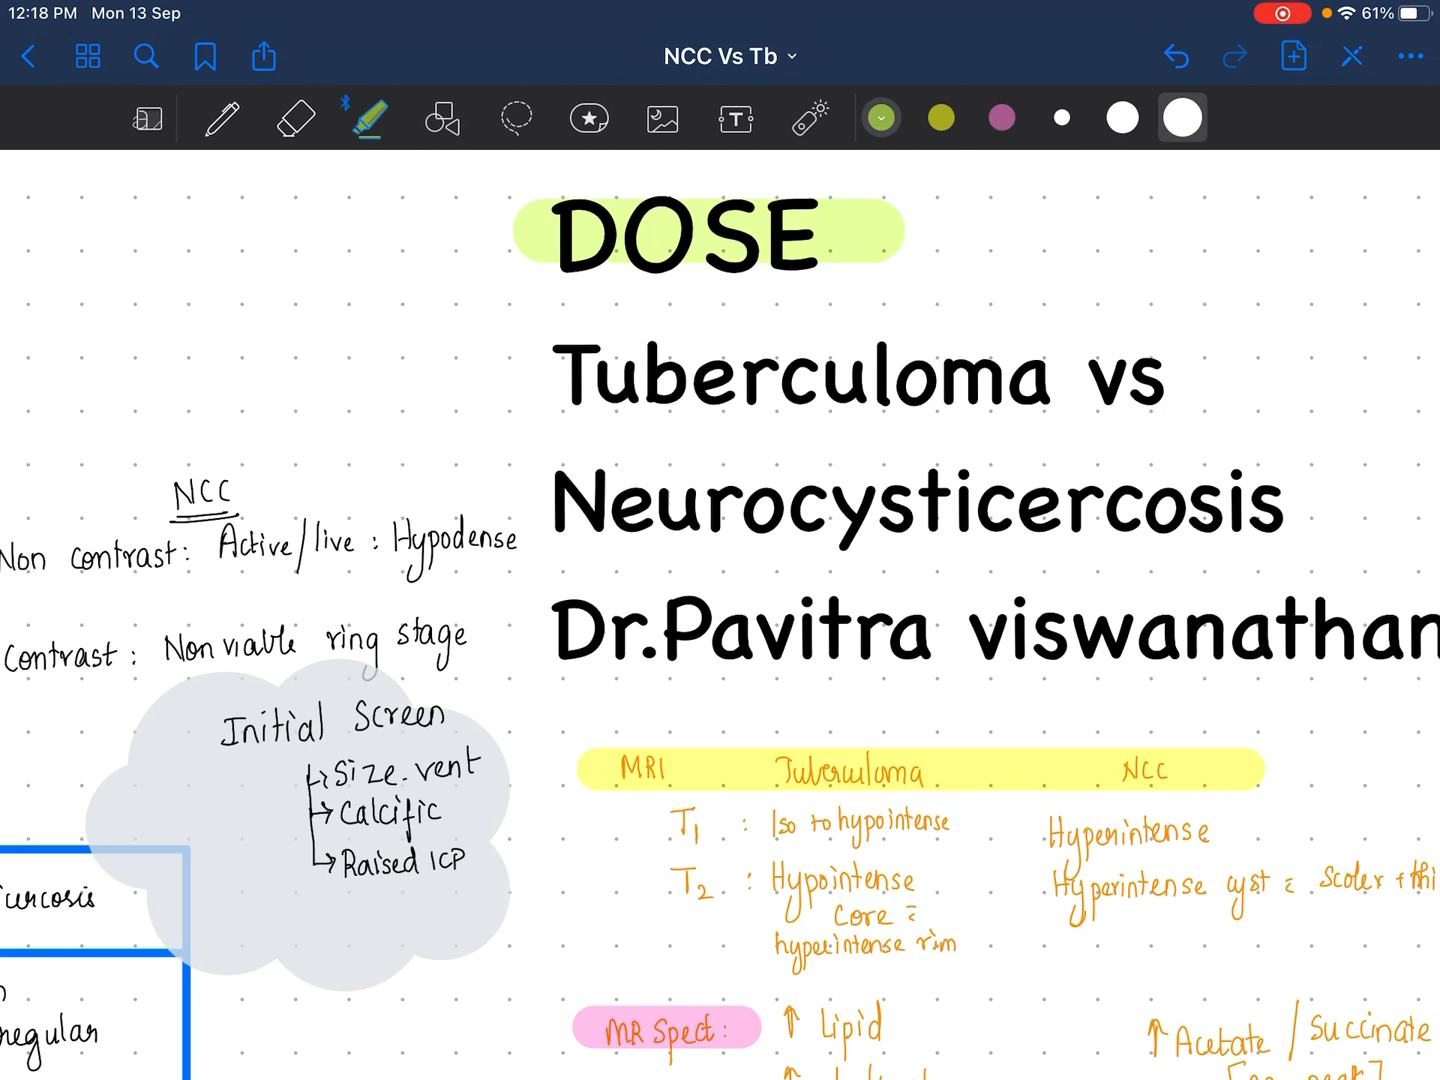 12:18 PM Mon 13 Sep
61%
NCC Vs Tb
DOSE
Tuberculoma vs
Neurocysticercosis
Dr.Pavitra viswanathan
NCC
Non contrast: Active/live : Hypodense
Contrast: Non viable ring stage
Initial Screen
Size. vent
Calcific
Raised ICP
regular
MRI Tuberculoma NCC
T1 : Iso to hypointense Hyperintense
T2 : Hypointense Hyperintense cyst c̄ Scolex +
core c̄
hyperintense rim
MR Spect: ↑ Lipid ↑ Acetate / Succinate